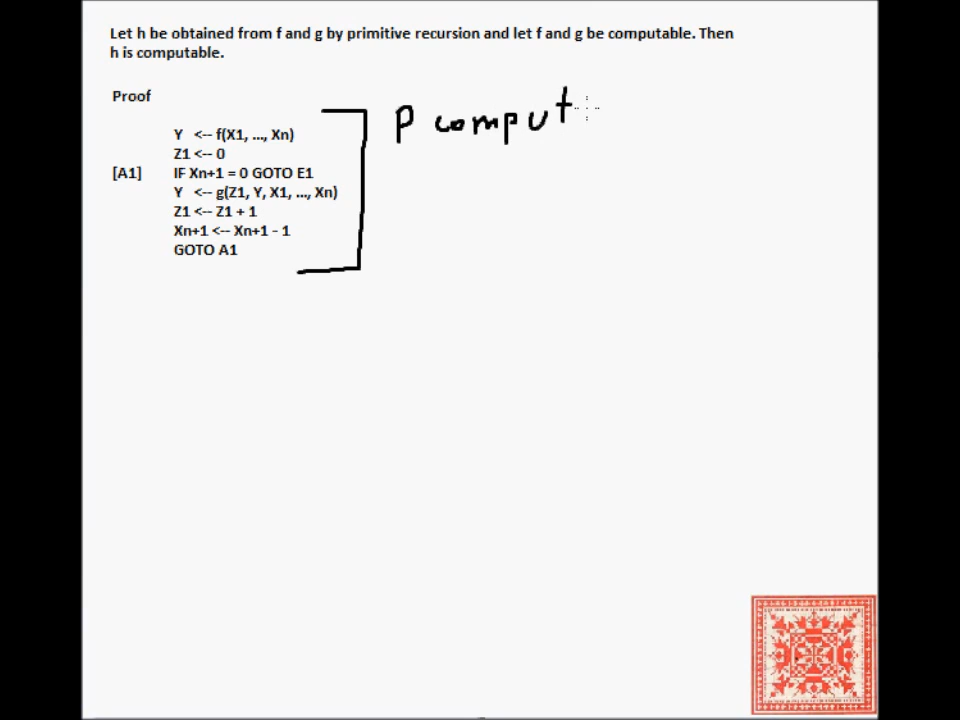 Let h be obtained from f and g by primitive recursion and let f and g be computable. Then
h is computable.
Proof
Y <-- f(X1, ..., Xn)
Z1 <-- 0
[A1] IF Xn+1 = 0 GOTO E1
Y <-- g(Z1, Y, X1, ..., Xn)
Z1 <-- Z1 + 1
Xn+1 <-- Xn+1 - 1
GOTO A1
P comput